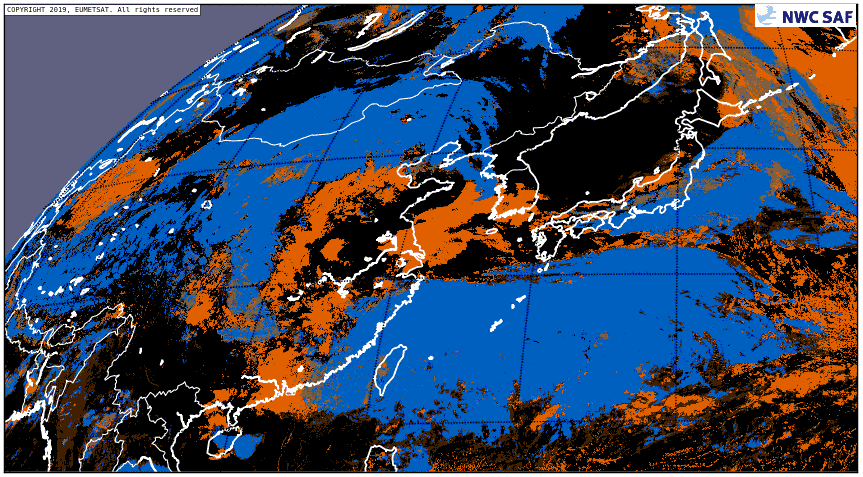 COPYRIGHT 2019, EUMETSAT. All rights reserved
NWC SAF